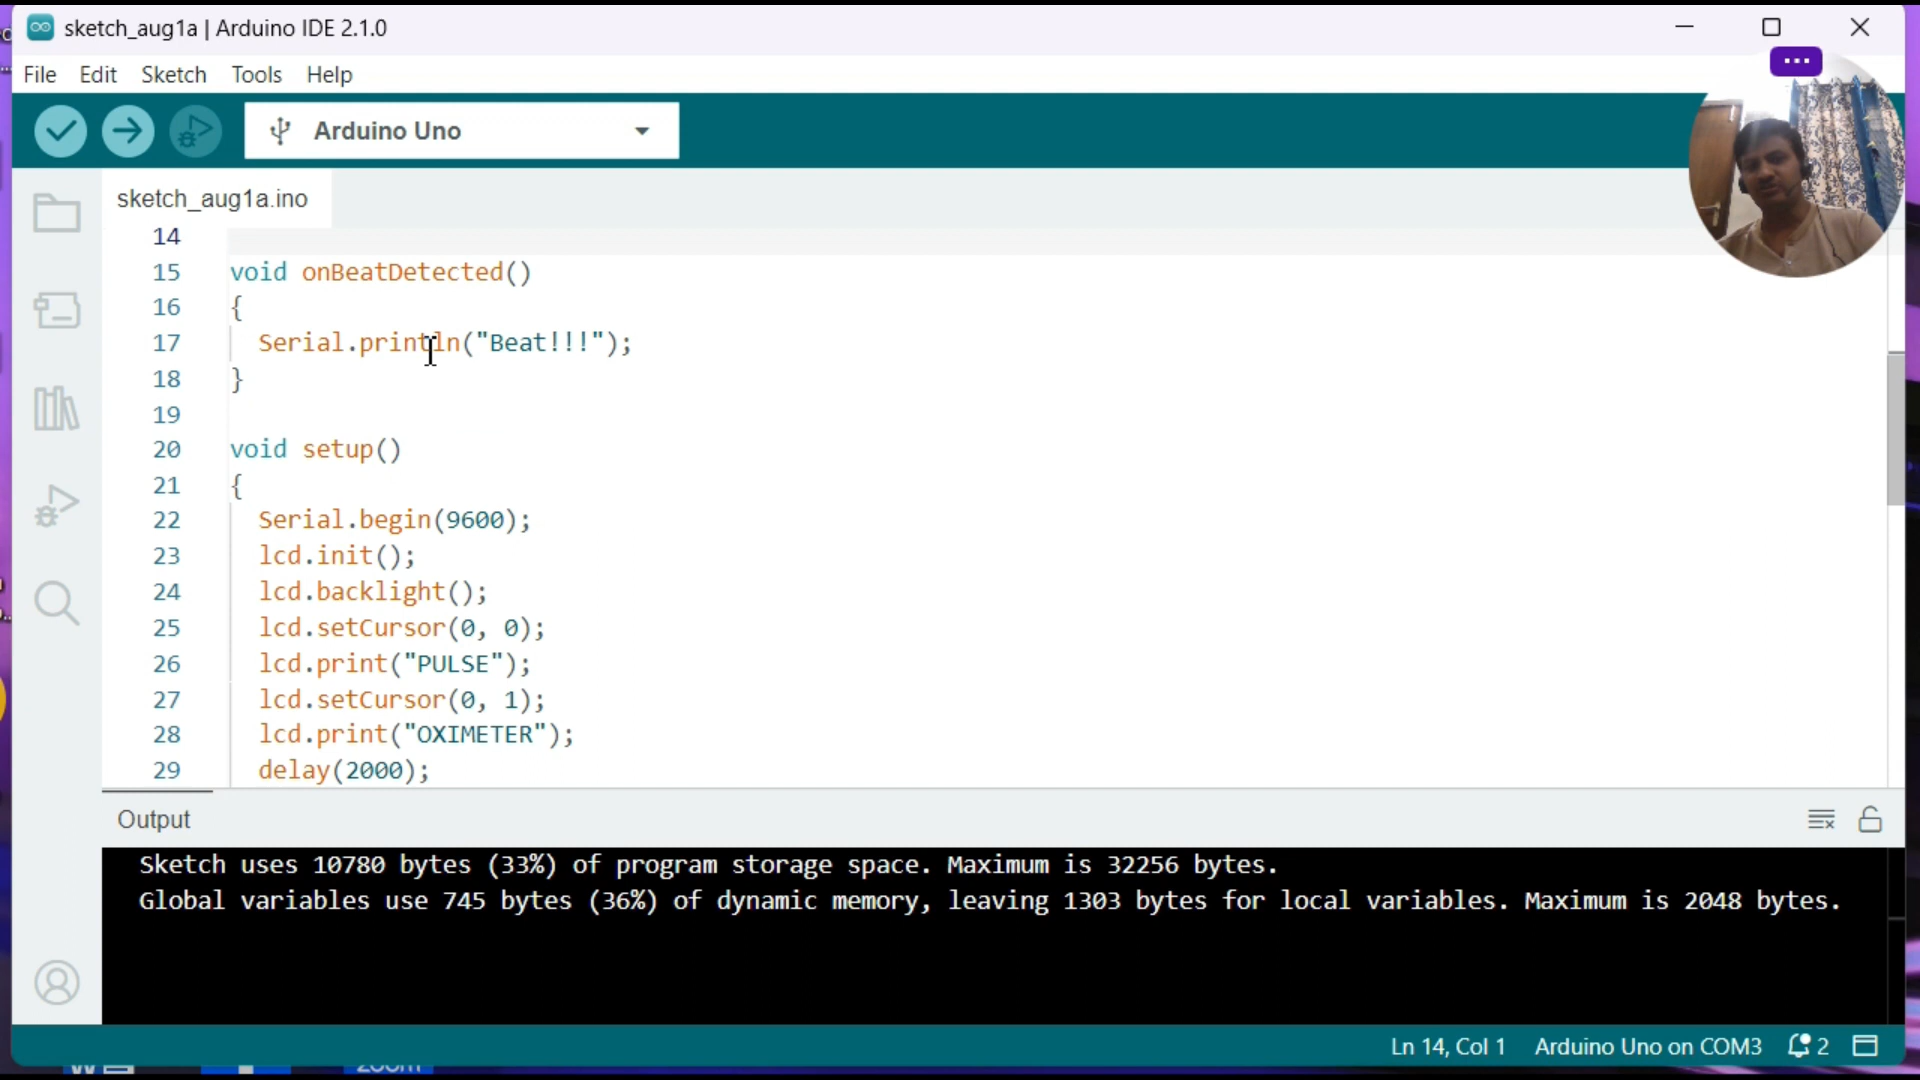 sketch_aug1a | Arduino IDE 2.1.0
File Edit Sketch Tools Help
Arduino Uno
sketch_aug1a.ino
14
15 void onBeatDetected()
16 {
17 Serial.println("Beat!!!");
18 }
19
20 void setup()
21 {
22 Serial.begin(9600);
23 lcd.init();
24 lcd.backlight();
25 lcd.setCursor(0, 0);
26 lcd.print("PULSE");
27 lcd.setCursor(0, 1);
28 lcd.print("OXIMETER");
29 delay(2000);
Output
Sketch uses 10780 bytes (33%) of program storage space. Maximum is 32256 bytes.
Global variables use 745 bytes (36%) of dynamic memory, leaving 1303 bytes for local variables. Maximum is 2048 bytes.
Ln 14, Col 1 Arduino Uno on COM3 2